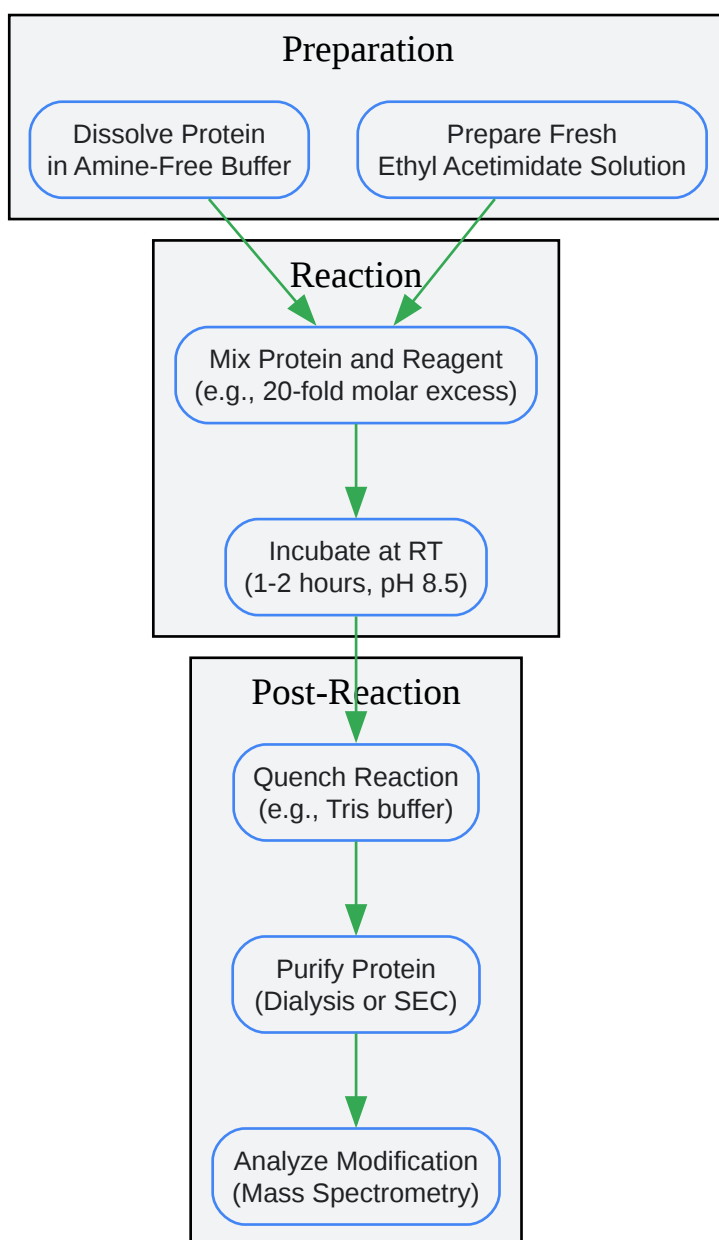 Preparation
Dissolve Protein
in Amine-Free Buffer
Prepare Fresh
Ethyl Acetimidate Solution
Reaction
Mix Protein and Reagent
(e.g., 20-fold molar excess)
Incubate at RT
(1-2 hours, pH 8.5)
Post-Reaction
Quench Reaction
(e.g., Tris buffer)
Purify Protein
(Dialysis or SEC)
Analyze Modification
(Mass Spectrometry)